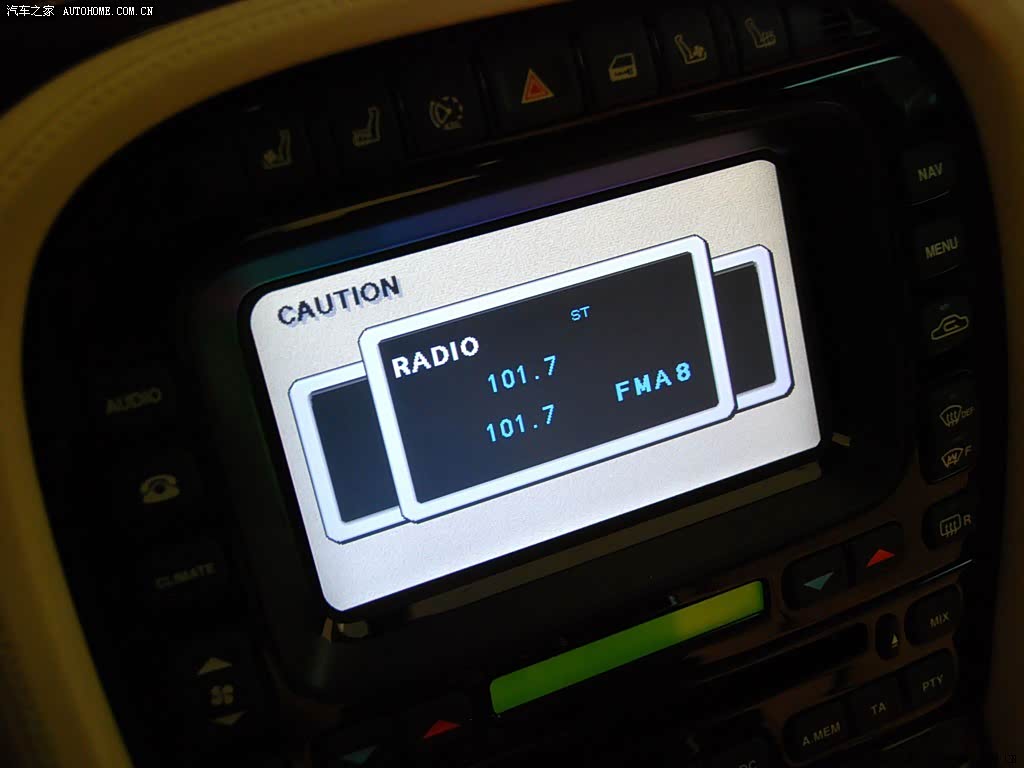 汽车之家 AUTOHOME.COM.CN
NAV
MENU
CAUTION
ST
RADIO
101.7
FMA8
101.7
AUDIO
DEF
F
CLIMATE
R
MIX
PTY
TA
A.MEM